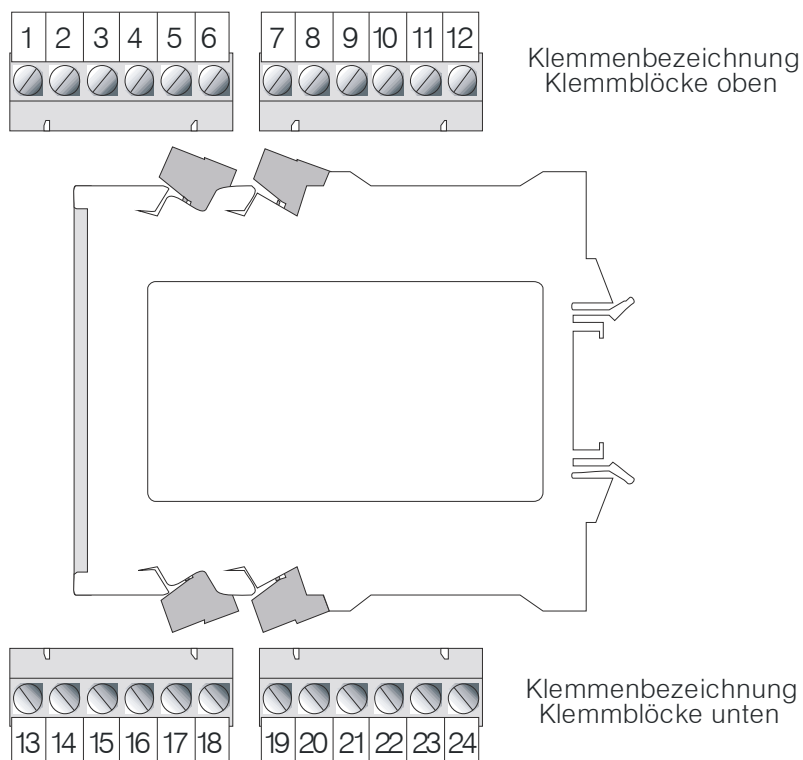 1 2 3 4 5 6 7 8 9 10 11 12
Klemmenbezeichnung
Klemmblöcke oben
Klemmenbezeichnung
Klemmblöcke unten
13 14 15 16 17 18 19 20 21 22 23 24